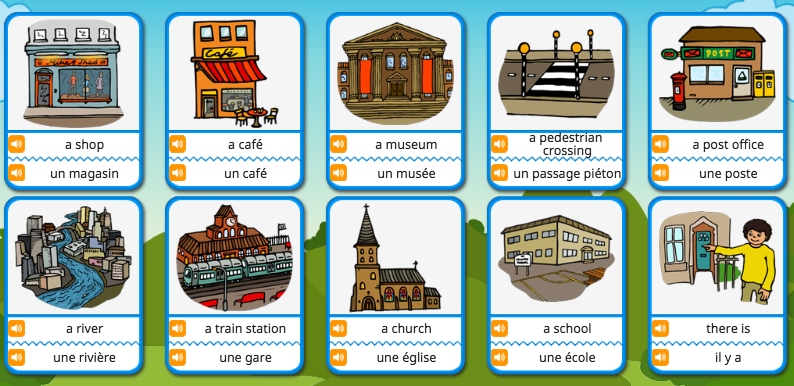 Café
POST
a shop
un magasin
a café
un café
a museum
un musée
a pedestrian
crossing
un passage piéton
a post office
une poste
a river
une rivière
a train station
une gare
a church
une église
a school
une école
there is
il y a